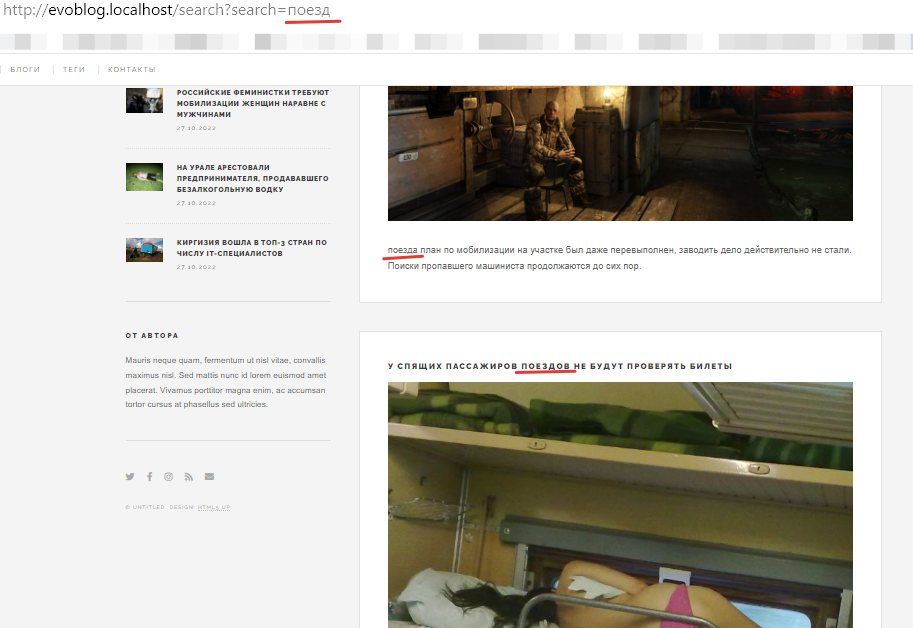 http://evoblog.localhost/search?search=поезд
БЛОГИ
ТЕГИ
КОНТАКТЫ
РОССИЙСКИЕ ФЕМИНИСТКИ ТРЕБУЮТ
МОБИЛИЗАЦИИ ЖЕНЩИН НАРАВНЕ С
МУЖЧИНАМИ
27.10.2022
НА УРАЛЕ АРЕСТОВАЛИ
ПРЕДПРИНИМАТЕЛЯ, ПРОДАВАВШЕГО
БЕЗАЛКОГОЛЬНУЮ ВОДКУ
27.10.2022
КИРГИЗИЯ ВОШЛА В ТОП-3 СТРАН ПО
ЧИСЛУ IT-СПЕЦИАЛИСТОВ
27.10.2022
ОТ АВТОРА
Mauris neque quam, fermentum ut nisl vitae, convallis
maximus nisl. Sed mattis nunc id lorem euismod amet
placerat. Vivamus porttitor magna enim, ac accumsan
tortor cursus at phasellus sed ultricies.
© UNTITLED. DESIGN: HTML5 UP
поезда план по мобилизации на участке был даже перевыполнен, заводить дело действительно не стали.
Поиски пропавшего машиниста продолжаются до сих пор.
У СПЯЩИХ ПАССАЖИРОВ ПОЕЗДОВ НЕ БУДУТ ПРОВЕРЯТЬ БИЛЕТЫ